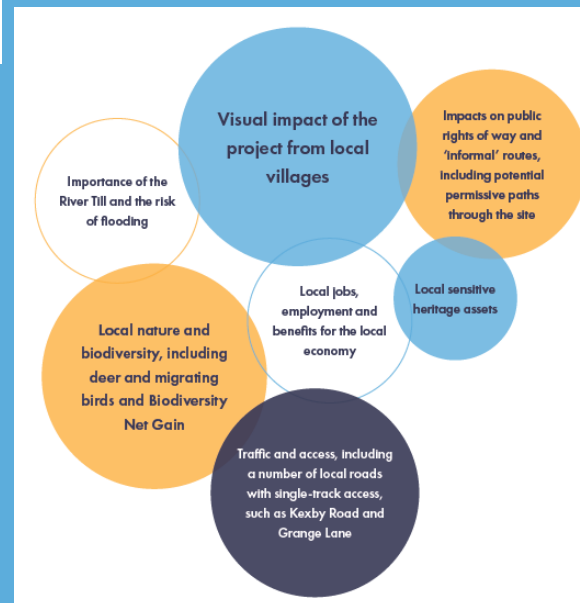 Visual impact of the
project from local
villages
Impacts on public
rights of way and
‘informal’ routes,
including potential
permissive paths
through the site
Importance of the
River Till and the risk
of flooding
Local jobs,
employment and
benefits for the local
economy
Local sensitive
heritage assets
Local nature and
biodiversity, including
deer and migrating
birds and Biodiversity
Net Gain
Traffic and access, including
a number of local roads
with single-track access,
such as Kexby Road and
Grange Lane